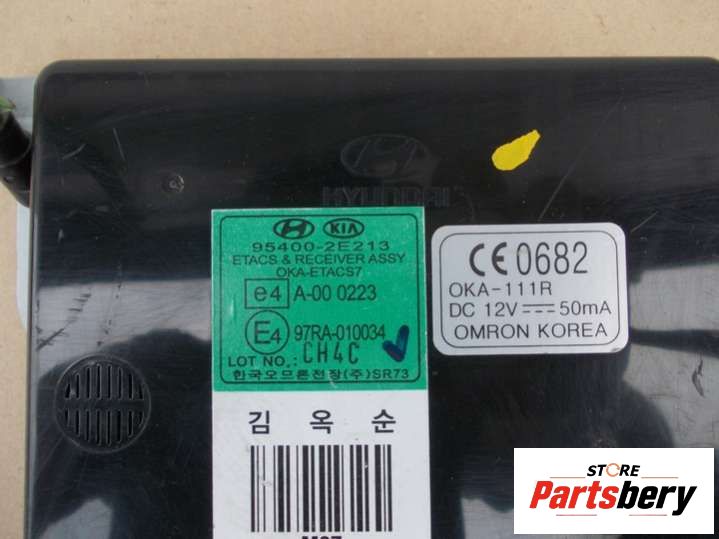 HYUNDAI
KIA
95400-2E213
ETACS & RECEIVER ASSY
OKA-ETACS7
e4 A-00 0223
E4 97RA-010034
LOT NO.: CH4C
한국오므론전장(주)SR73
김 옥 순
CE0682
OKA-111R
DC 12V 50mA
OMRON KOREA
STORE
Partsbery